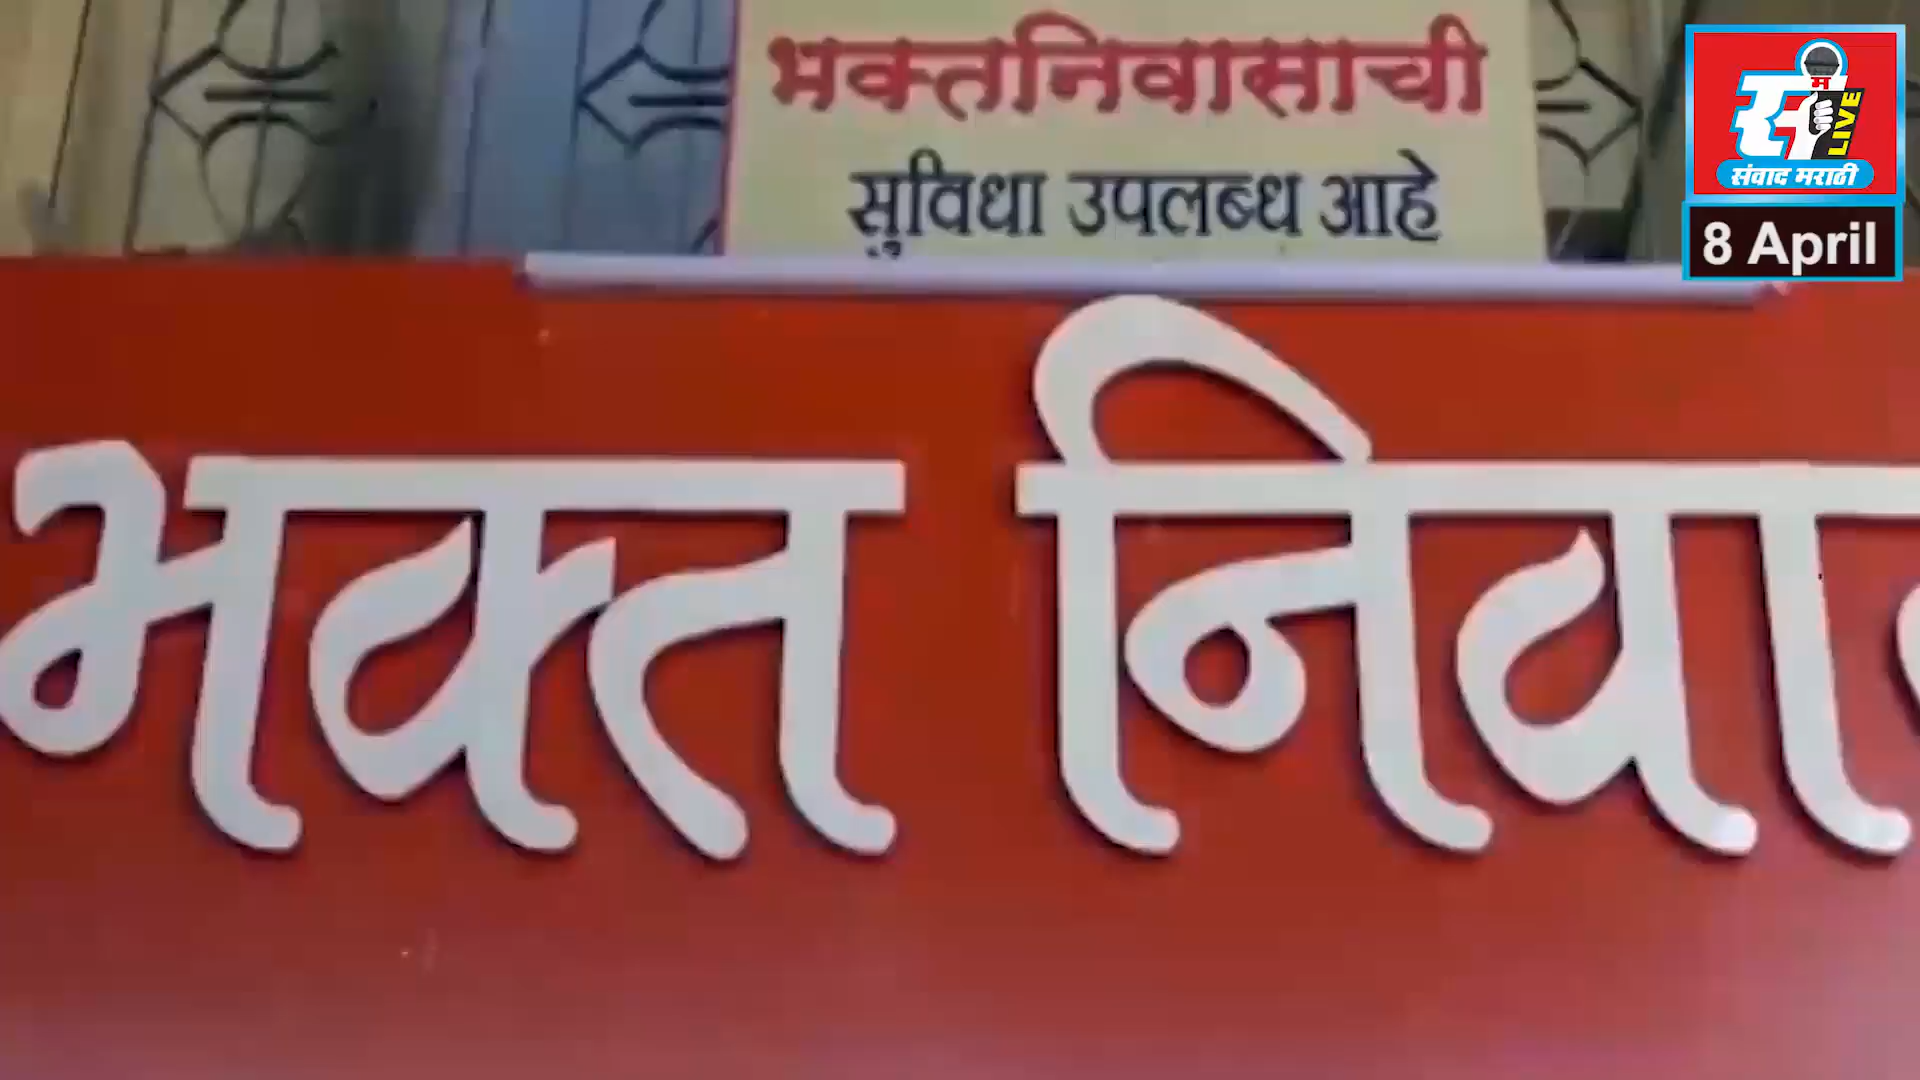 भक्तनिवासाची
सुविधा उपलब्ध आहे
LIVE
संवाद मराठी
8 April
भक्त